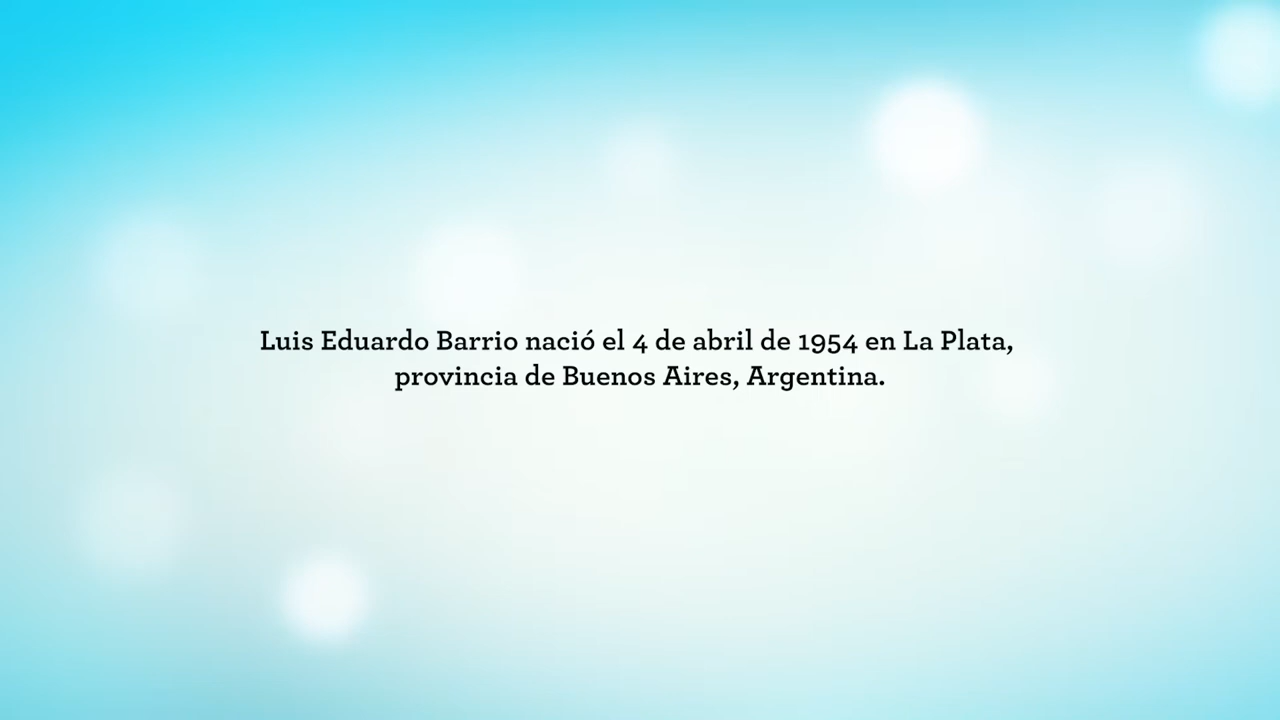 Luis Eduardo Barrio nació el 4 de abril de 1954 en La Plata,
provincia de Buenos Aires, Argentina.